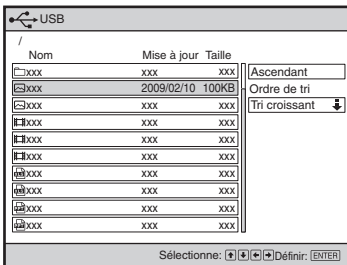 USB
/
Nom Mise à jour Taille
xxx xxx xxx Ascendant
xxx 2009/02/10 100KB Ordre de tri
xxx xxx xxx Tri croissant
xxx xxx xxx
xxx xxx xxx
xxx xxx xxx
xxx xxx xxx
xxx xxx xxx
xxx xxx xxx
xxx xxx xxx
Sélectionne: Définir: ENTER